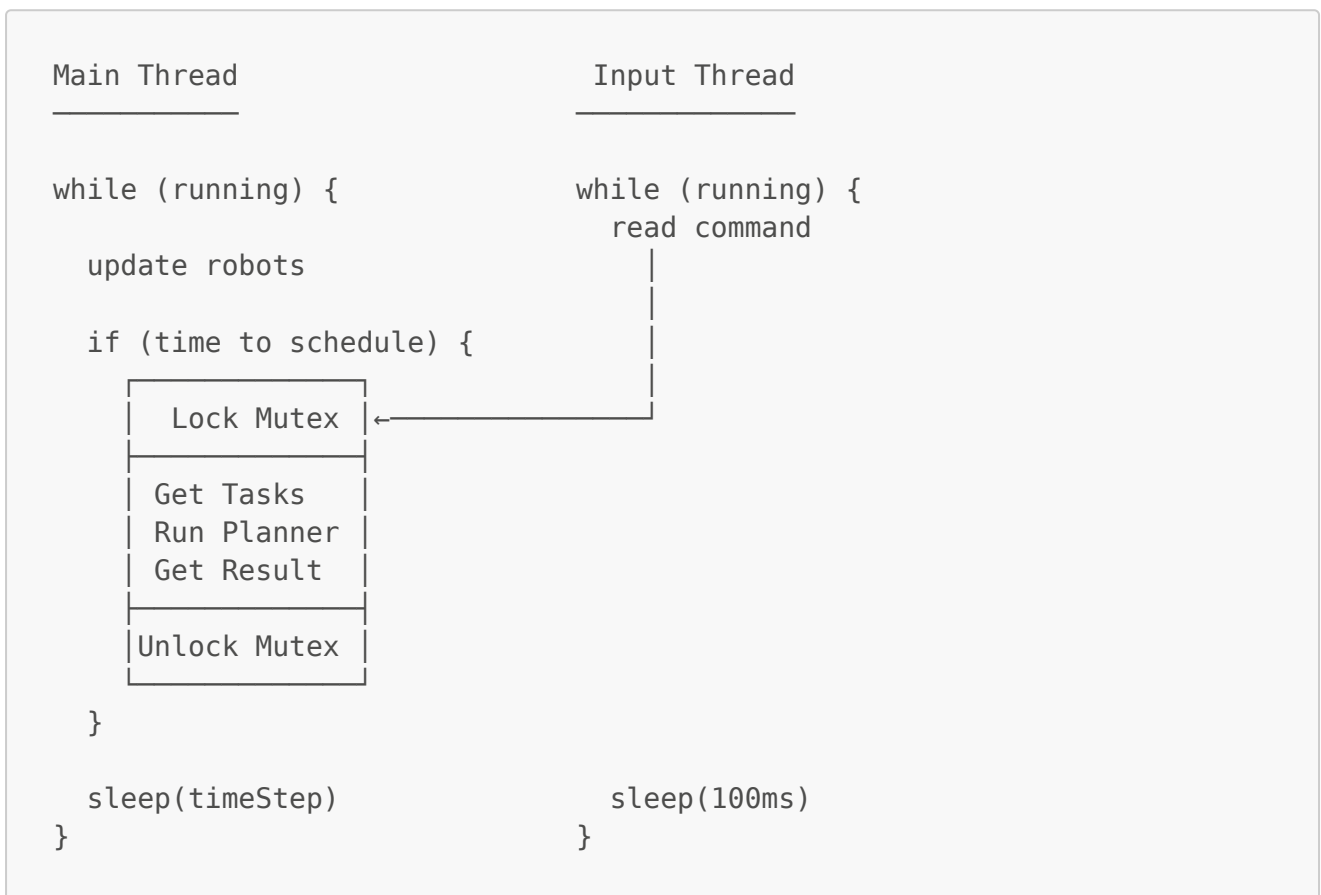 Main Thread Input Thread
while (running) { while (running) {
read command
update robots
if (time to schedule) {
Lock Mutex ←
Get Tasks
Run Planner
Get Result
Unlock Mutex
}
sleep(timeStep) sleep(100ms)
} }